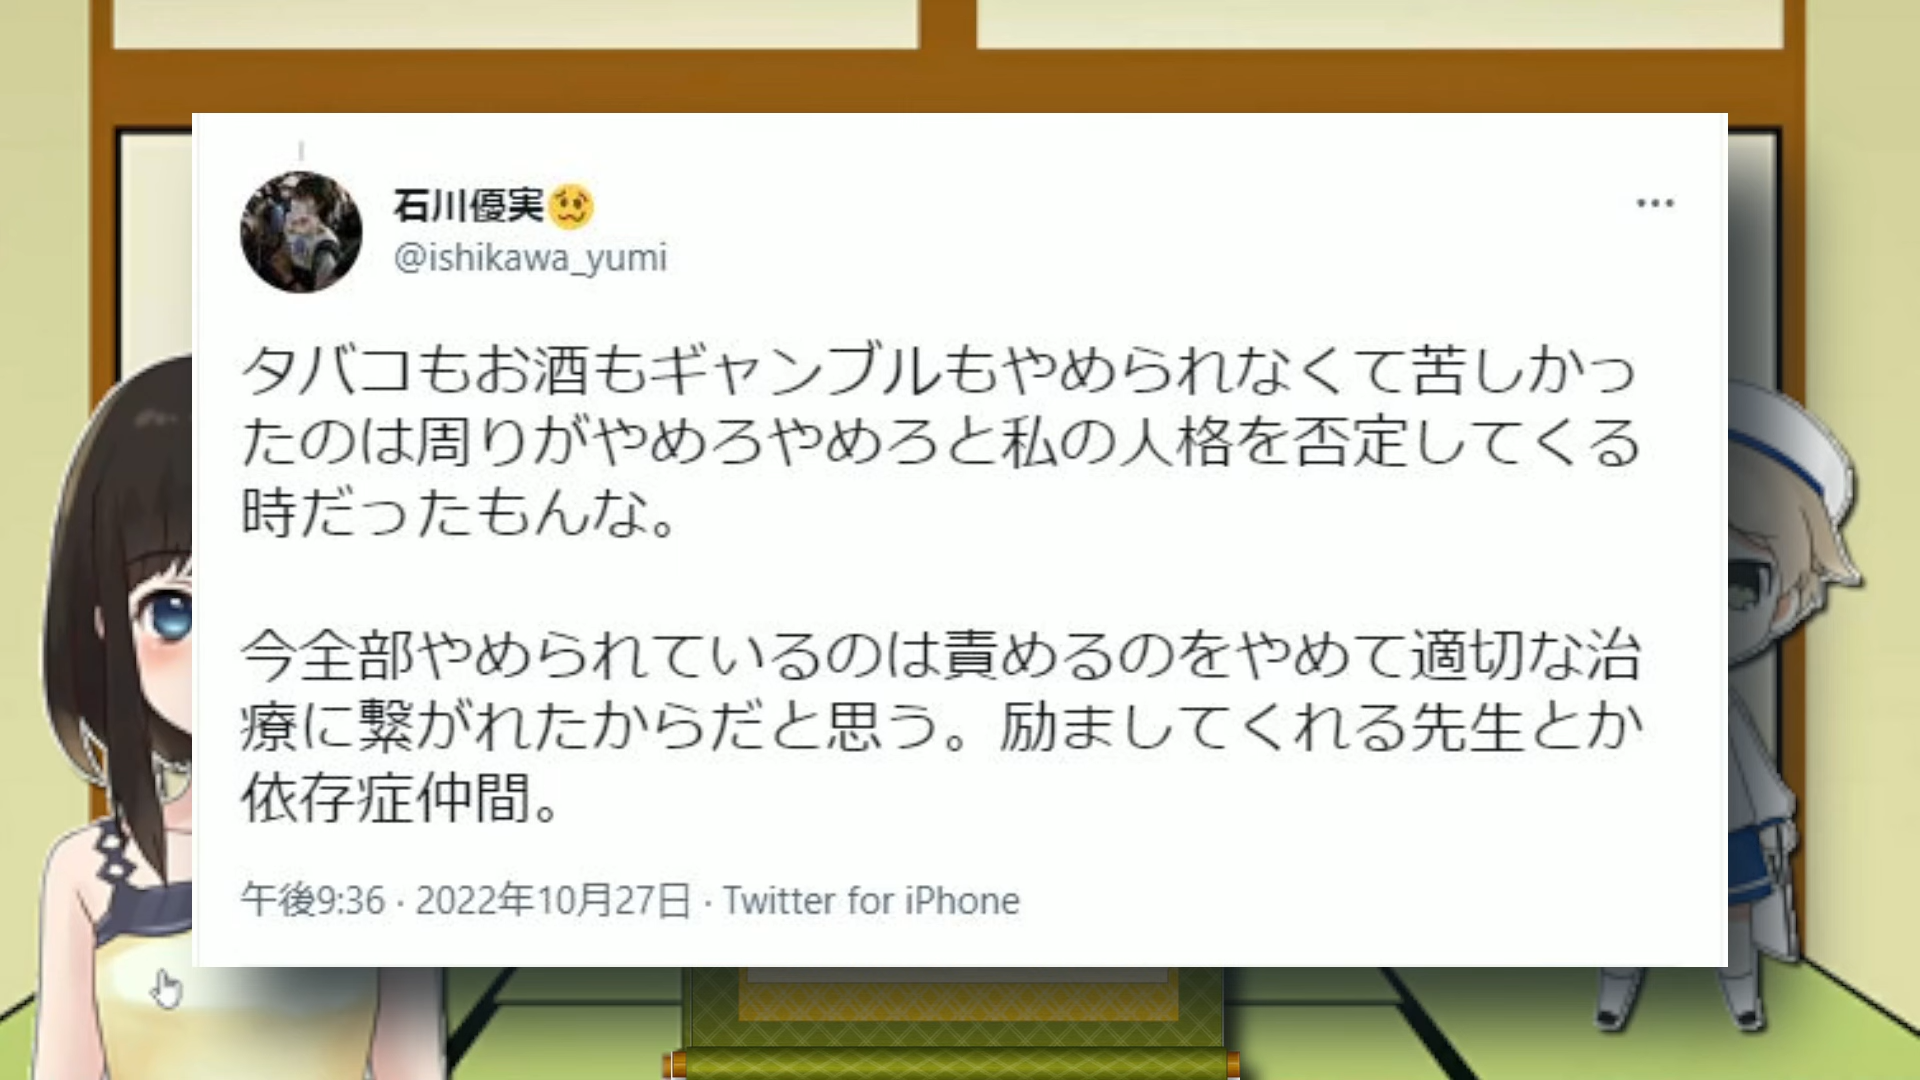 石川優実🥴
@ishikawa_yumi
タバコもお酒もギャンブルもやめられなくて苦しかっ
たのは周りがやめろやめろと私の人格を否定してくる
時だったもんな。
今全部やめられているのは責めるのをやめて適切な治
療に繋がれたからだと思う。励ましてくれる先生とか
依存症仲間。
午後9:36 · 2022年10月27日 · Twitter for iPhone